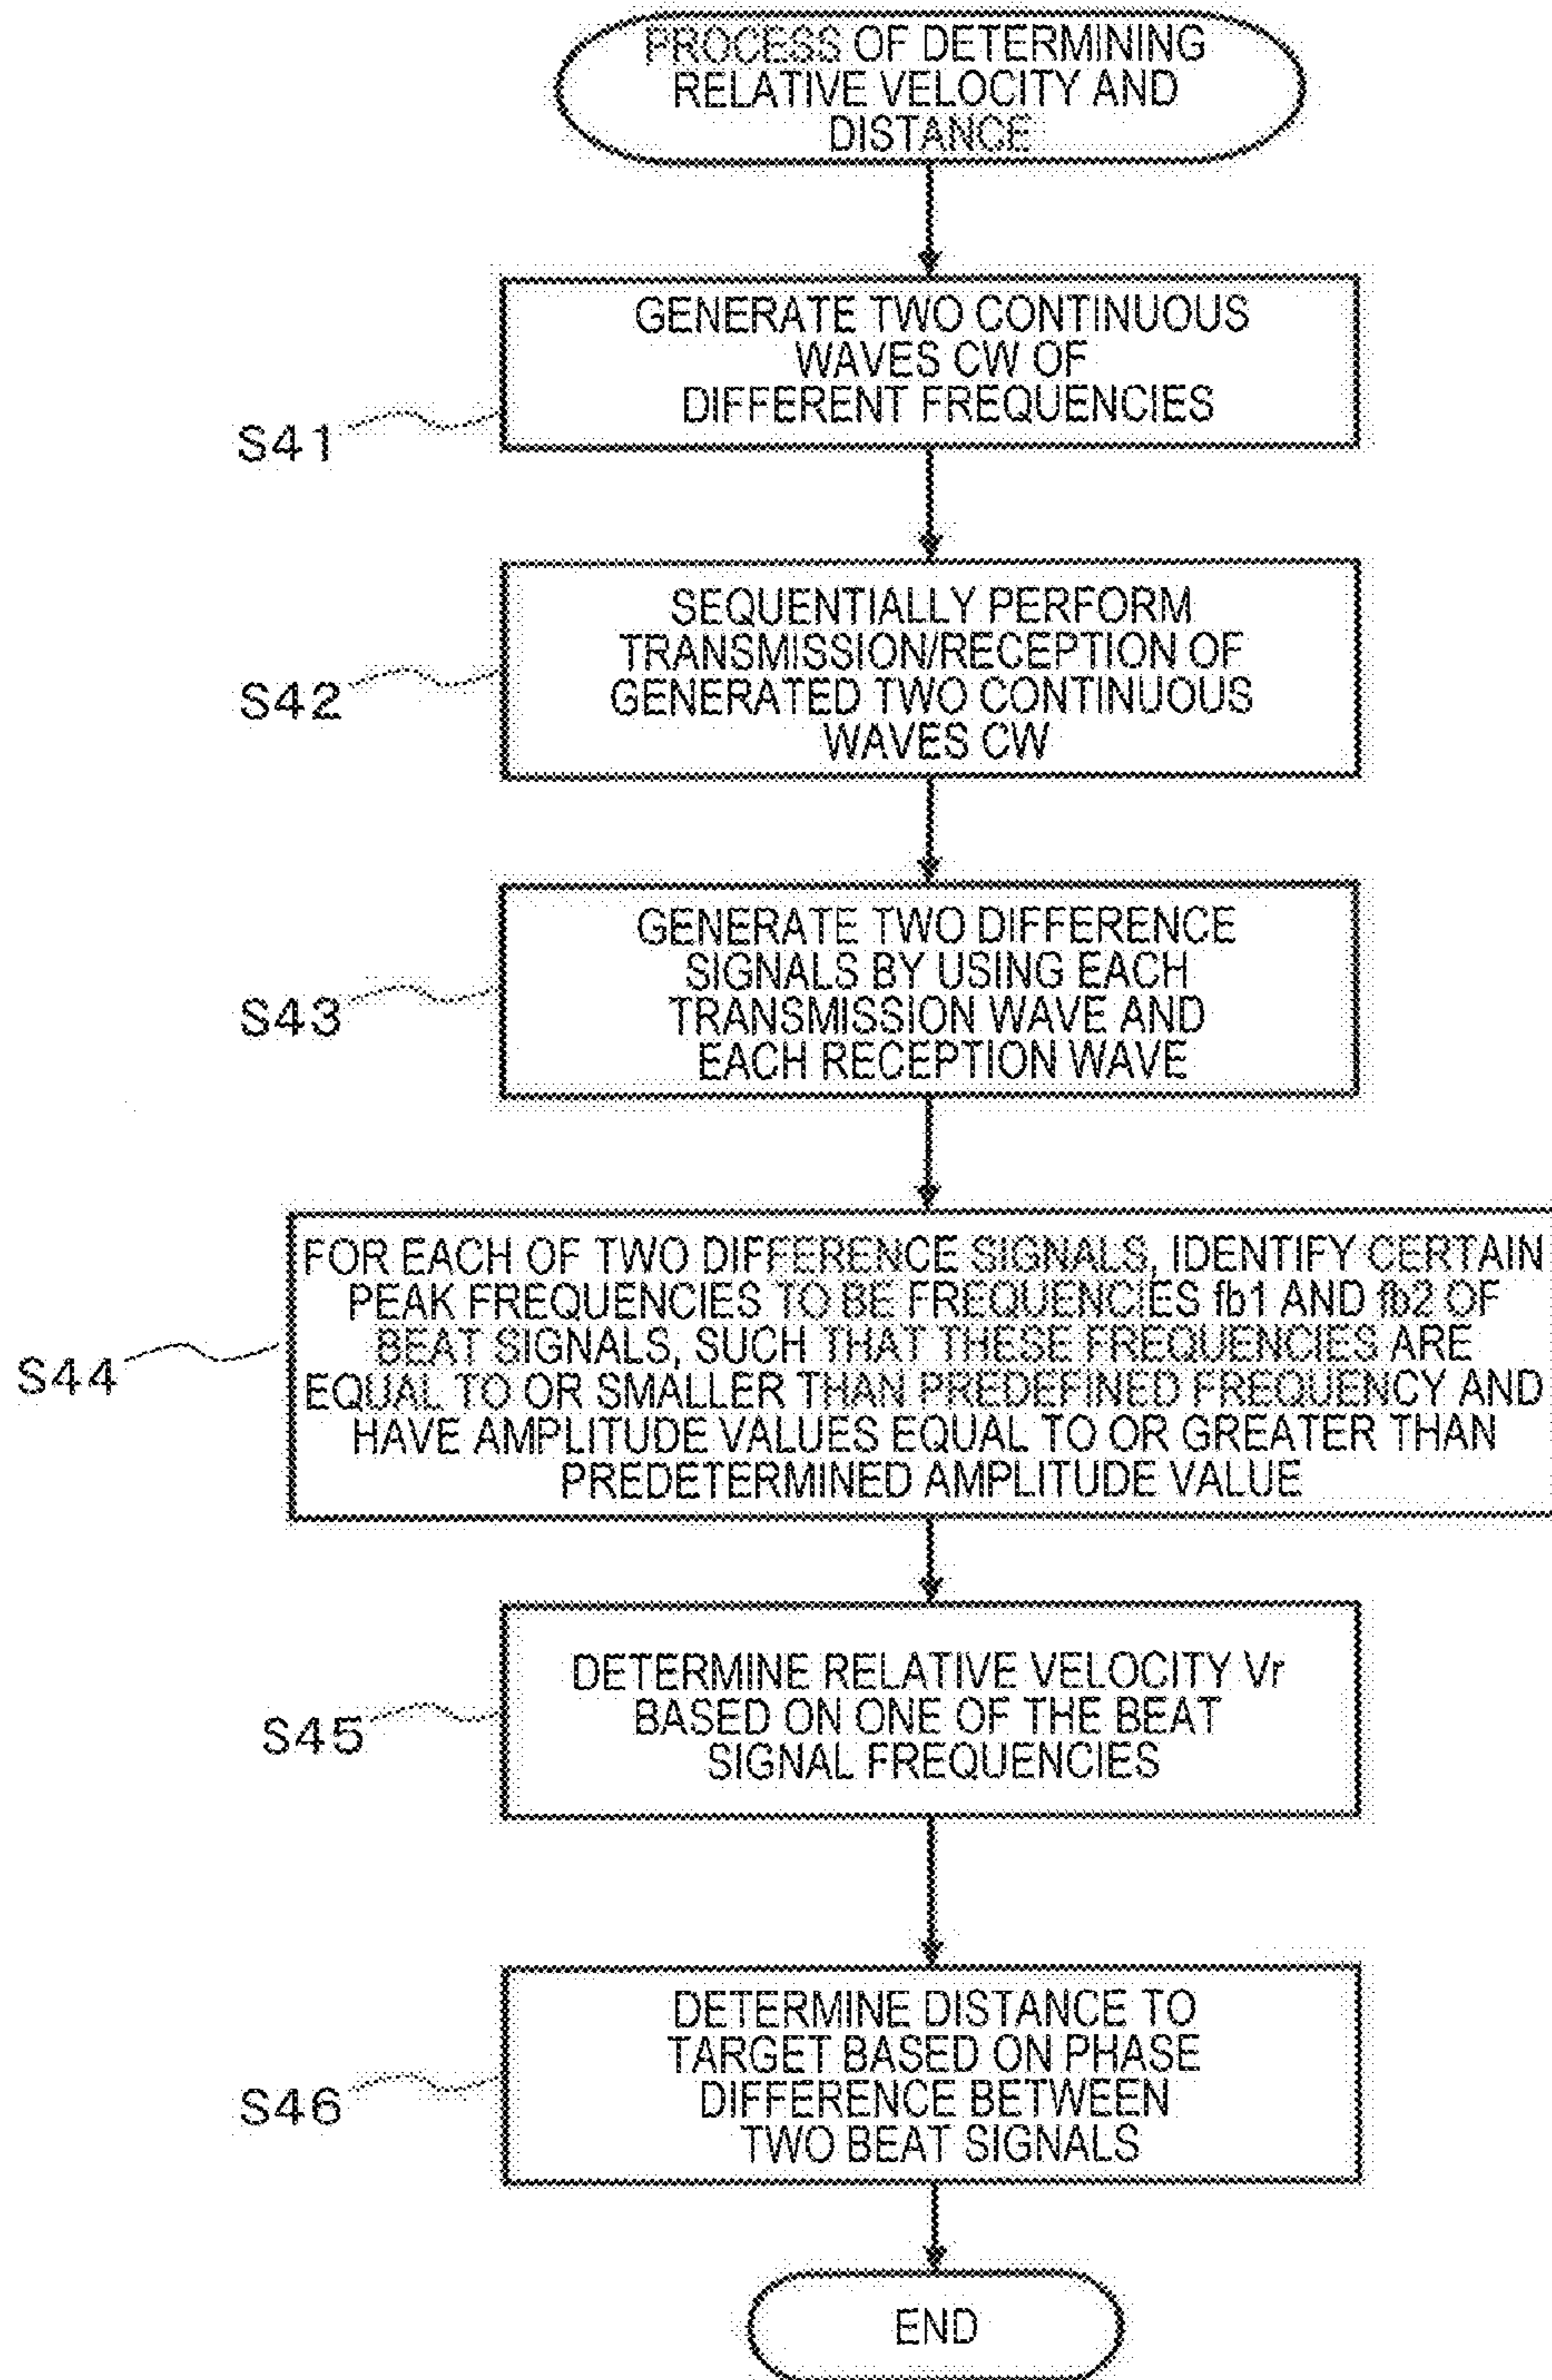 PROCESS OF DETERMINING
RELATIVE VELOCITY AND
DISTANCE
GENERATE TWO CONTINUOUS
WAVES CW OF
DIFFERENT FREQUENCIES
S41
SEQUENTIALLY PERFORM
TRANSMISSION/RECEPTION OF
GENERATED TWO CONTINUOUS
WAVES CW
S42
GENERATE TWO DIFFERENCE
SIGNALS BY USING EACH
TRANSMISSION WAVE AND
EACH RECEPTION WAVE
S43
FOR EACH OF TWO DIFFERENCE SIGNALS, IDENTIFY CERTAIN
PEAK FREQUENCIES TO BE FREQUENCIES fb1 AND fb2 OF
BEAT SIGNALS, SUCH THAT THESE FREQUENCIES ARE
EQUAL TO OR SMALLER THAN PREDEFINED FREQUENCY AND
HAVE AMPLITUDE VALUES EQUAL TO OR GREATER THAN
PREDETERMINED AMPLITUDE VALUE
S44
DETERMINE RELATIVE VELOCITY Vr
BASED ON ONE OF THE BEAT
SIGNAL FREQUENCIES
S45
DETERMINE DISTANCE TO
TARGET BASED ON PHASE
DIFFERENCE BETWEEN
TWO BEAT SIGNALS
S46
END